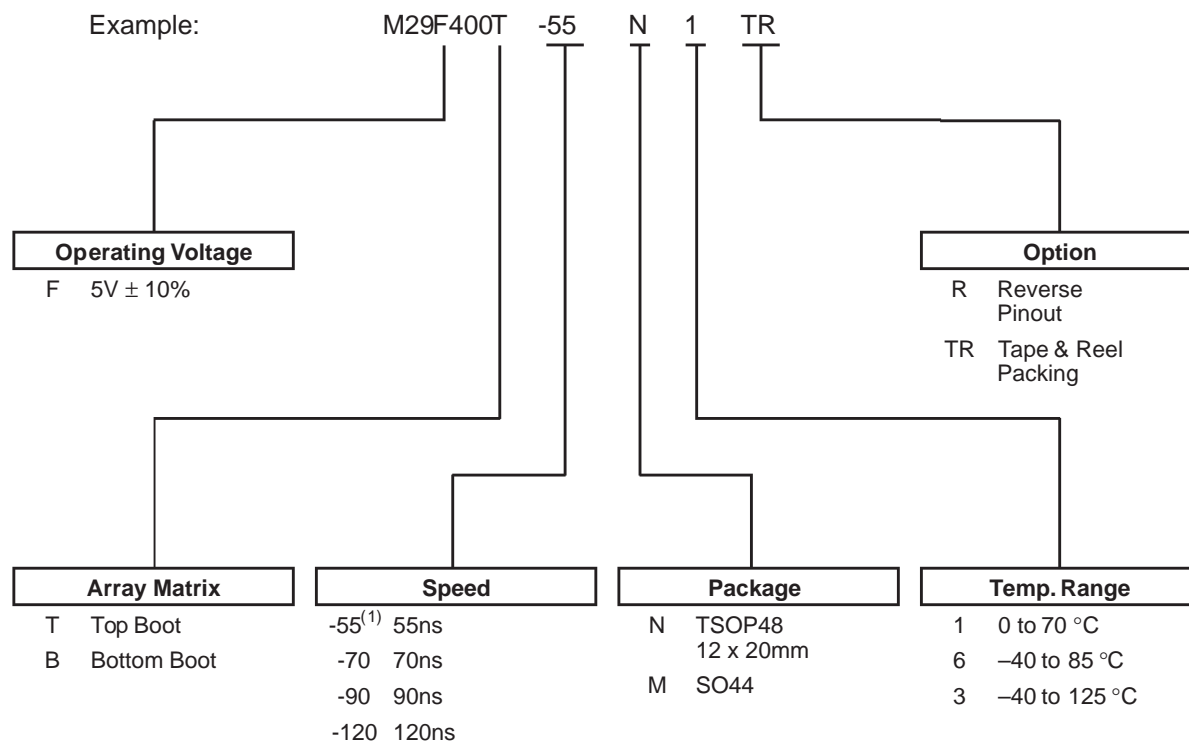 Example: M29F400T -55 N 1 TR
Operating Voltage
F 5V ± 10%
Option
R Reverse
Pinout
TR Tape & Reel
Packing
Array Matrix
T Top Boot
B Bottom Boot
Speed
-55(1) 55ns
-70 70ns
-90 90ns
-120 120ns
Package
N TSOP48
12 x 20mm
M SO44
Temp. Range
1 0 to 70 °C
6 –40 to 85 °C
3 –40 to 125 °C